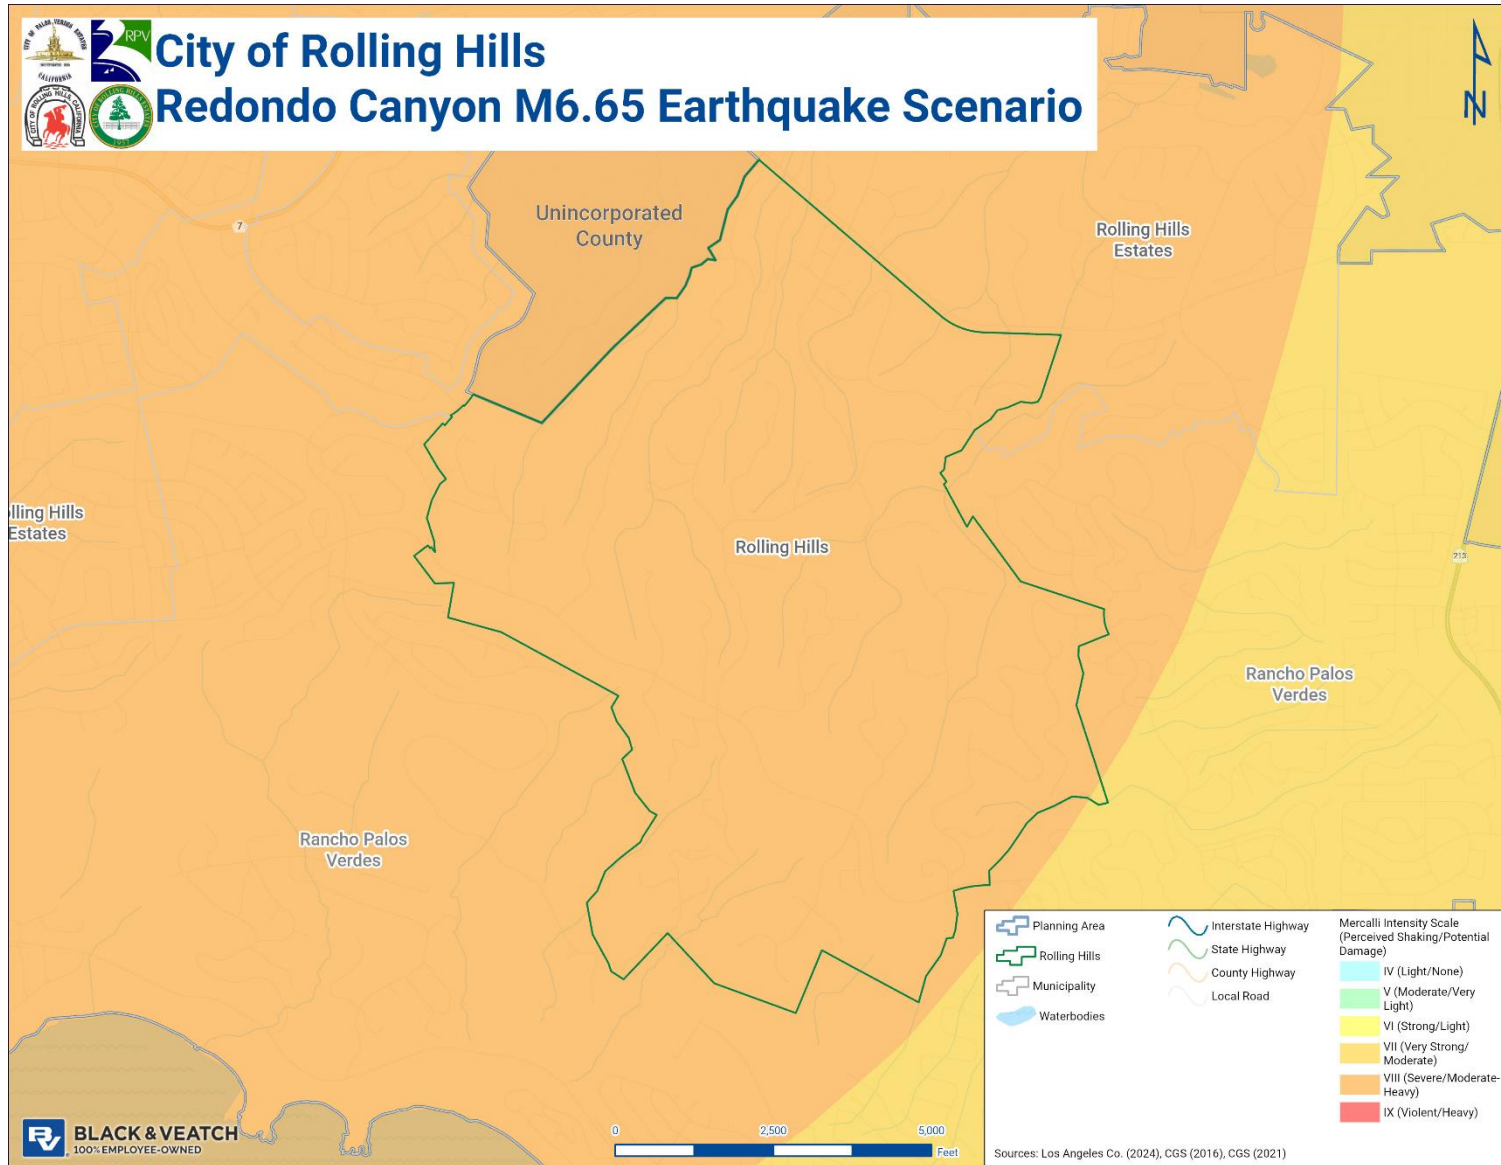 City of Rolling Hills
Redondo Canyon M6.65 Earthquake Scenario
RPV
CALIFORNIA
N
Unincorporated
County
7
Rolling Hills
Estates
lling Hills
Estates
Rolling Hills
213
Rancho Palos
Verdes
Rancho Palos
Verdes
Planning Area
Rolling Hills
Municipality
Waterbodies
Interstate Highway
State Highway
County Highway
Local Road
Mercalli Intensity Scale
(Perceived Shaking/Potential
Damage)
IV (Light/None)
V (Moderate/Very
Light)
VI (Strong/Light)
VII (Very Strong/
Moderate)
VIII (Severe/Moderate-
Heavy)
IX (Violent/Heavy)
BV
BLACK & VEATCH
100% EMPLOYEE-OWNED
0 2,500 5,000
Feet
Sources: Los Angeles Co. (2024), CGS (2016), CGS (2021)